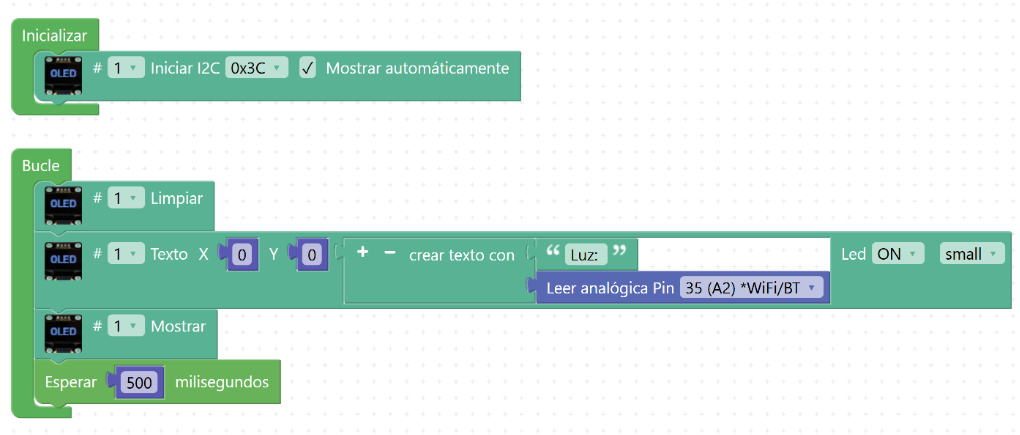 Inicializar
OLED # 1 Iniciar I2C 0x3C ✓ Mostrar automáticamente
Bucle
OLED # 1 Limpiar
OLED # 1 Texto X 0 Y 0 + − crear texto con “ Luz: ” Led ON small
Leer analógica Pin 35 (A2) *WiFi/BT
OLED # 1 Mostrar
Esperar 500 milisegundos